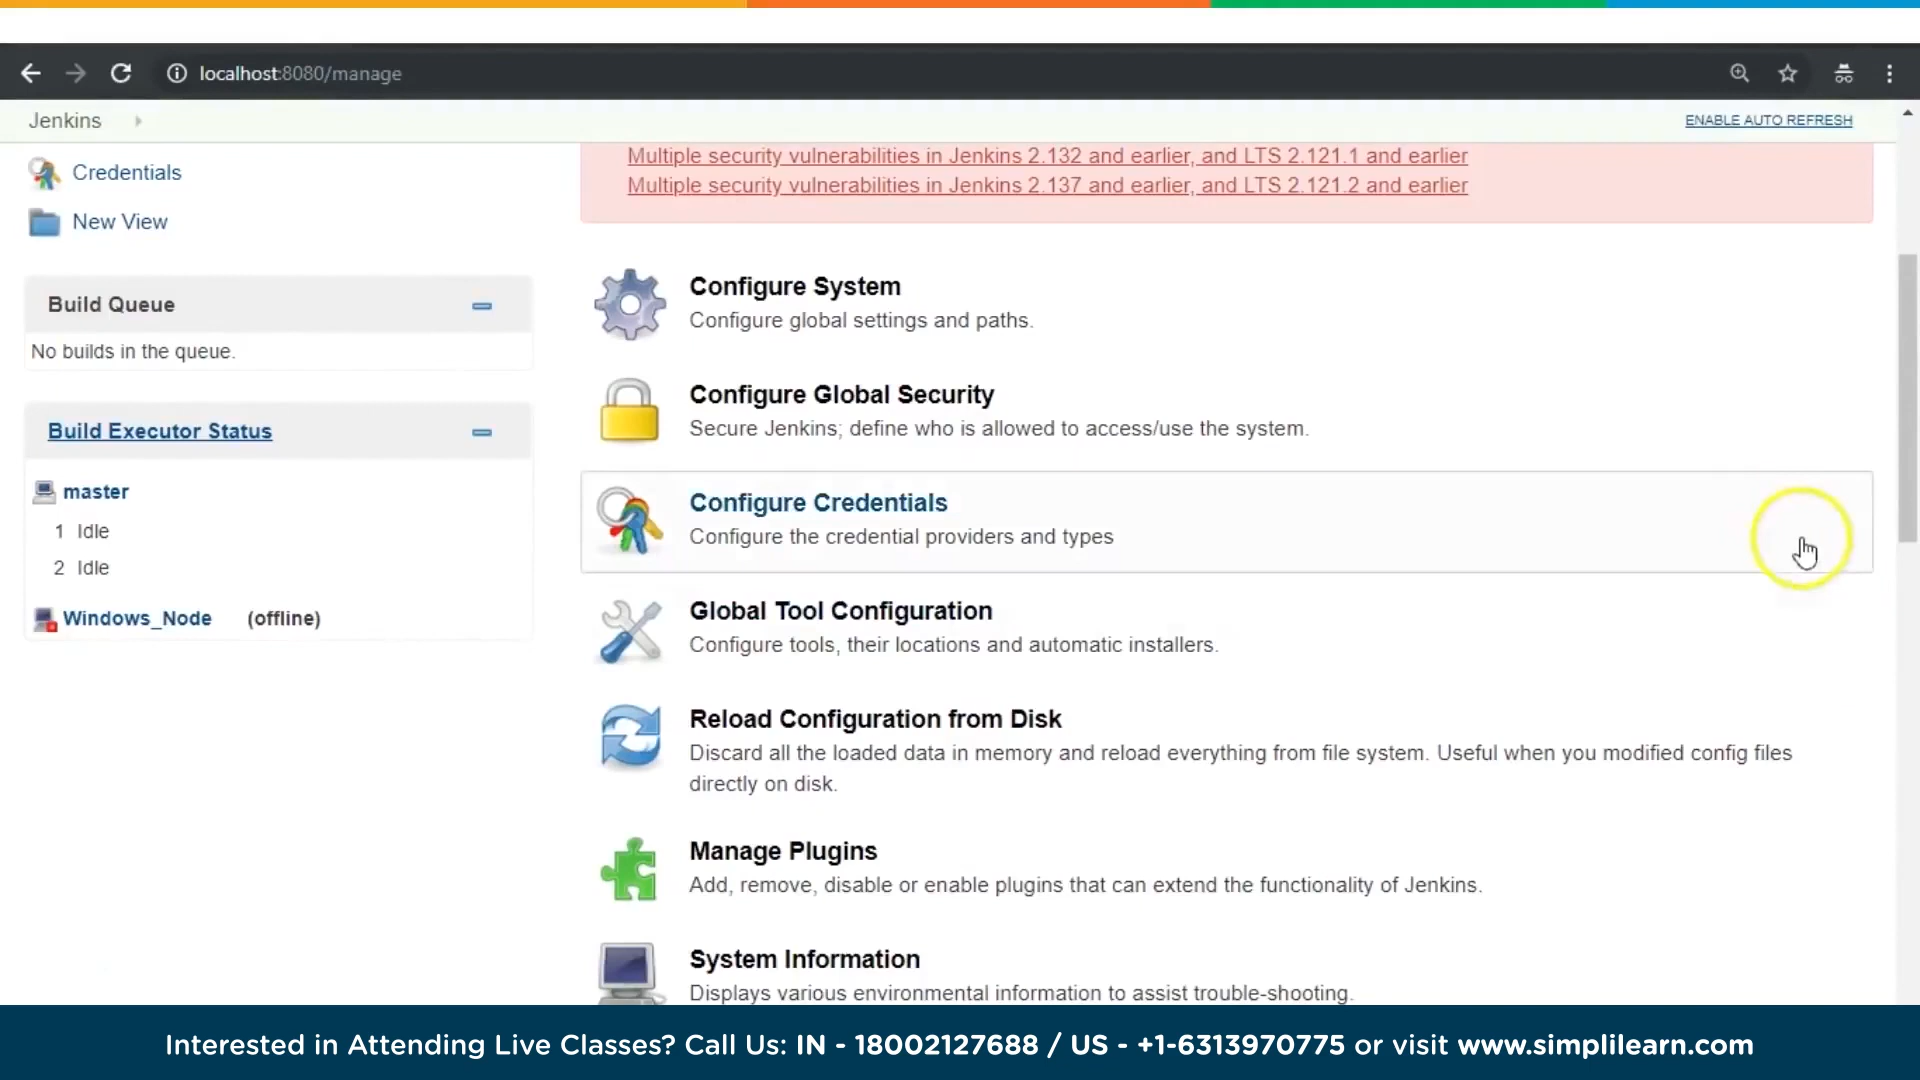 localhost:8080/manage
Jenkins
ENABLE AUTO REFRESH
Credentials
New View
Build Queue
No builds in the queue.
Build Executor Status
master
1 Idle
2 Idle
Windows_Node (offline)
Multiple security vulnerabilities in Jenkins 2.132 and earlier, and LTS 2.121.1 and earlier
Multiple security vulnerabilities in Jenkins 2.137 and earlier, and LTS 2.121.2 and earlier
Configure System
Configure global settings and paths.
Configure Global Security
Secure Jenkins; define who is allowed to access/use the system.
Configure Credentials
Configure the credential providers and types
Global Tool Configuration
Configure tools, their locations and automatic installers.
Reload Configuration from Disk
Discard all the loaded data in memory and reload everything from file system. Useful when you modified config files
directly on disk.
Manage Plugins
Add, remove, disable or enable plugins that can extend the functionality of Jenkins.
System Information
Displays various environmental information to assist trouble-shooting.
Interested in Attending Live Classes? Call Us: IN - 18002127688 / US - +1-6313970775 or visit www.simplilearn.com